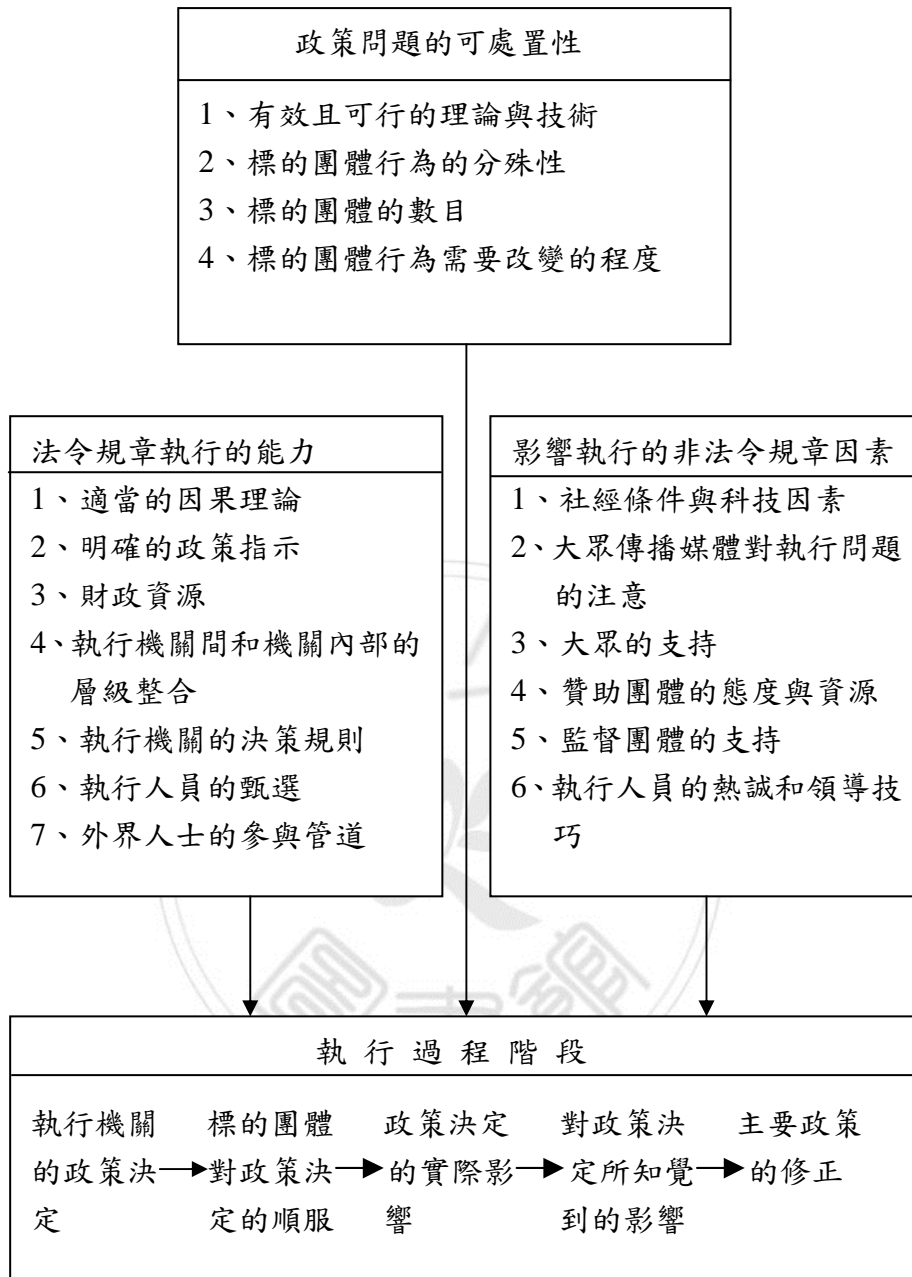 政策問題的可處置性
1、有效且可行的理論與技術
2、標的團體行為的分殊性
3、標的團體的數目
4、標的團體行為需要改變的程度
法令規章執行的能力
1、適當的因果理論
2、明確的政策指示
3、財政資源
4、執行機關間和機關內部的
層級整合
5、執行機關的決策規則
6、執行人員的甄選
7、外界人士的參與管道
影響執行的非法令規章因素
1、社經條件與科技因素
2、大眾傳播媒體對執行問題
的注意
3、大眾的支持
4、贊助團體的態度與資源
5、監督團體的支持
6、執行人員的熱誠和領導技
巧
執行過程階段
執行機關
的政策決
定
標的團體
對政策決
定的順服
政策決定
的實際影
響
對政策決
定所知覺
到的影響
主要政策
的修正